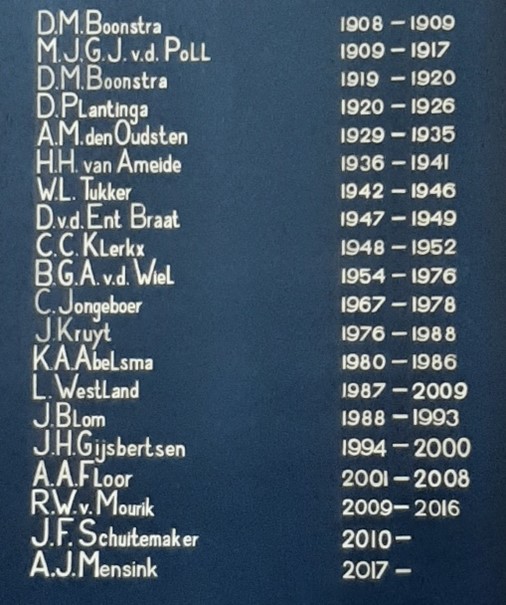 D.M.Boonstra 1908 – 1909
M.J.G.J. v.d. Poll 1909 – 1917
D.M.Boonstra 1919 – 1920
D.Plantinga 1920 – 1926
A.M.den Oudsten 1929 – 1935
H.H. van Ameide 1936 – 1941
W.L. Tukker 1942 – 1946
D.v.d.Ent Braat 1947 – 1949
C.C.Klerkx 1948 – 1952
B.G.A.v.d.Wiel 1954 – 1976
C.Jongeboer 1967 – 1978
J.Kruyt 1976 – 1988
K.A.Abelsma 1980 – 1986
L.Westland 1987 – 2009
J.Blom 1988 – 1993
J.H.Gijsbertsen 1994 – 2000
A.A.Floor 2001 – 2008
R.W.v.Mourik 2009 – 2016
J.F.Schuitemaker 2010 –
A.J.Mensink 2017 –